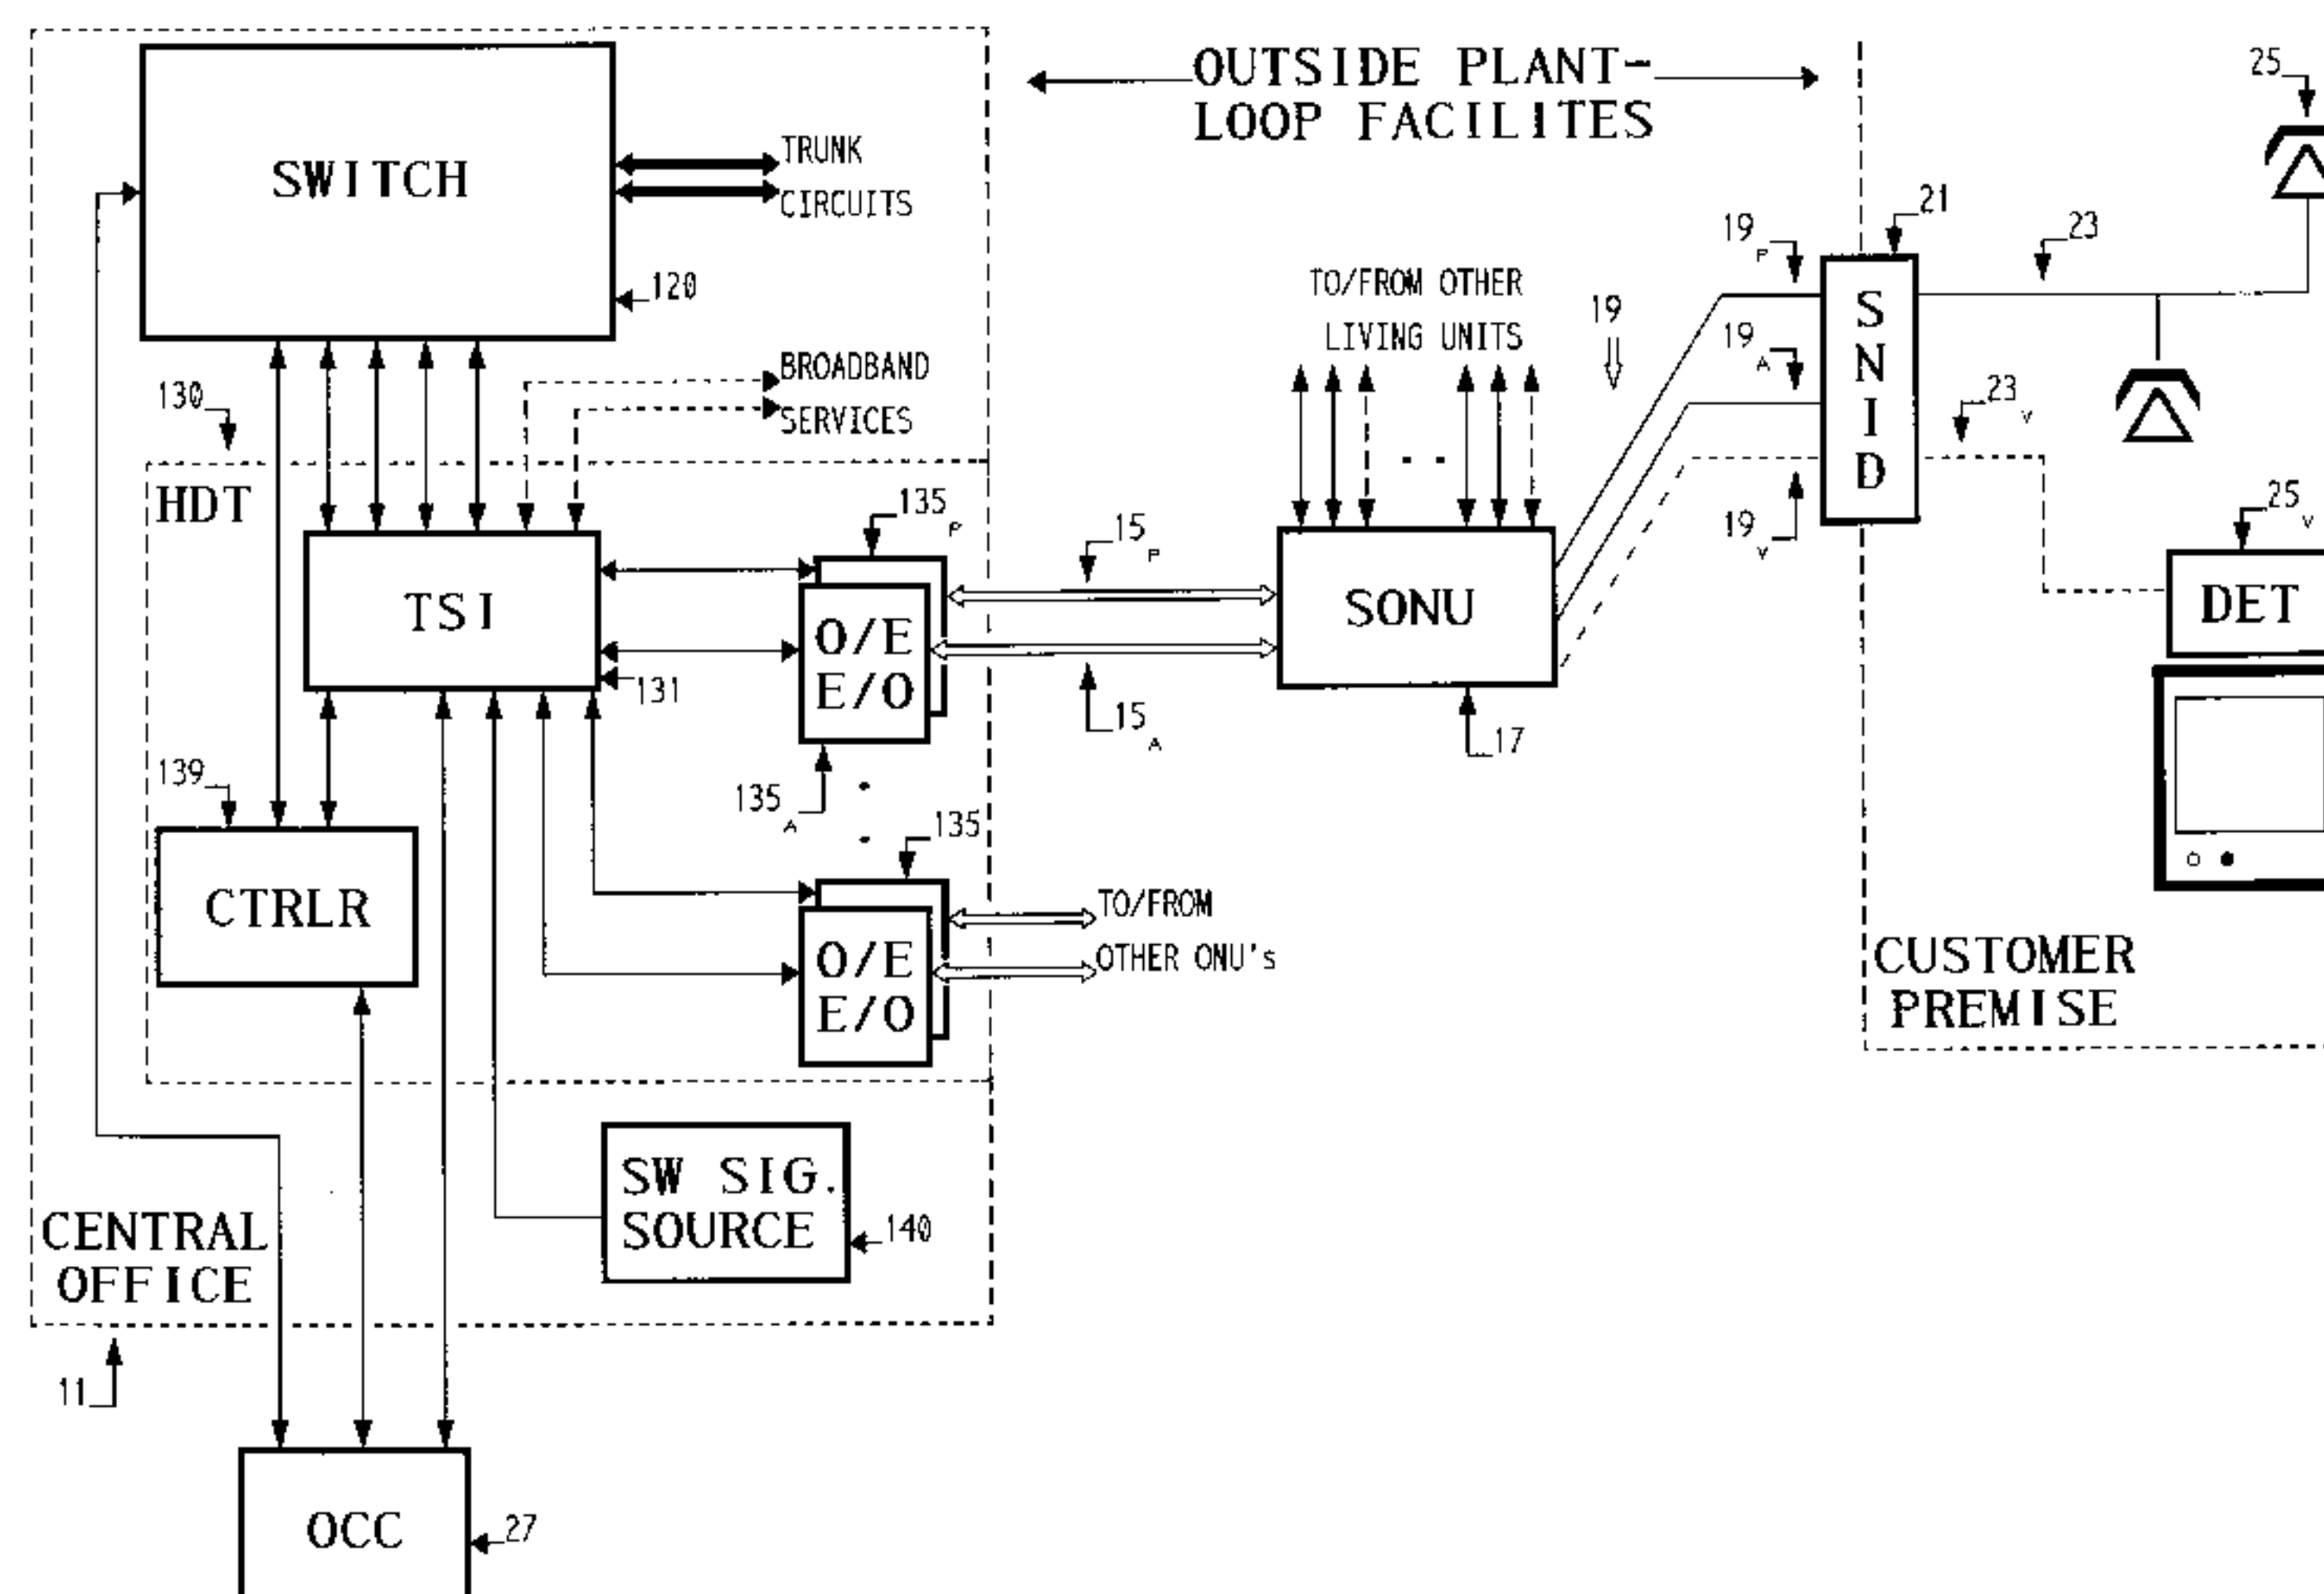 OUTSIDE PLANT-
LOOP FACILITES
25
SWITCH
TRUNK
CIRCUITS
120
TO/FROM OTHER
LIVING UNITS
19
19P
19A
19V
21
23
SNID
23V
BROADBAND
SERVICES
130
HDT
135P
15P
TSI
O/E
E/O
SONU
25V
DET
131
15A
17
139
135A
135
CTRLR
O/E
E/O
TO/FROM
OTHER ONU's
CUSTOMER
PREMISE
SW SIG.
SOURCE
140
CENTRAL
OFFICE
11
OCC
27